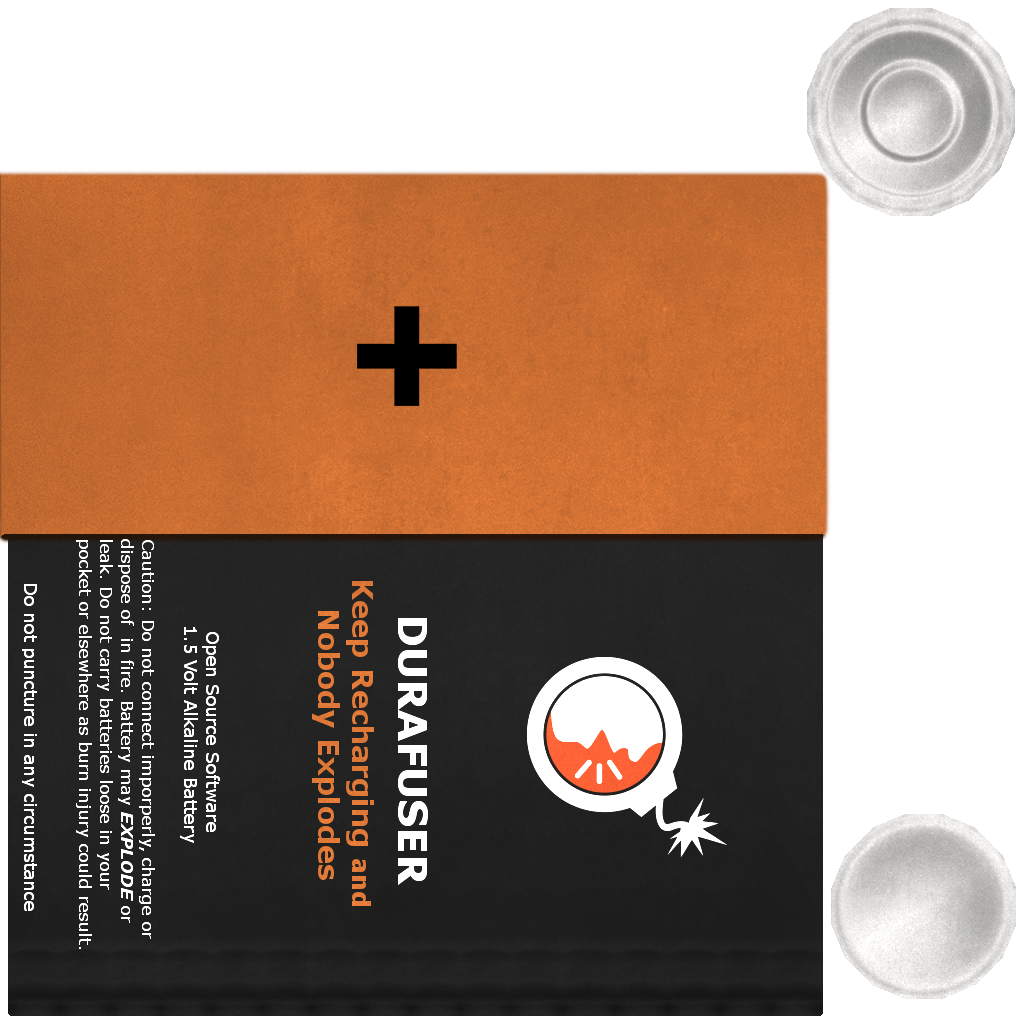 +
DURAFUSER
Keep Recharging and
Nobody Explodes
Open Source Software
1.5 Volt Alkaline Battery
Caution: Do not connect imporperly, charge or
dispose of in fire. Battery may EXPLODE or
leak. Do not carry batteries loose in your
pocket or elsewhere as burn injury could result.
Do not puncture in any circumstance